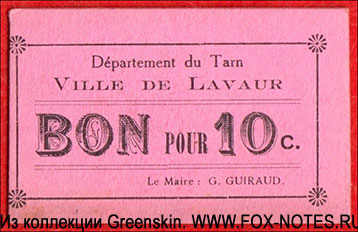 Département du Tarn
VILLE DE LAVAUR
BON POUR 10 C.
Le Maire : G. GUIRAUD.
Из коллекции Greenskin. WWW.FOX-NOTES.RU